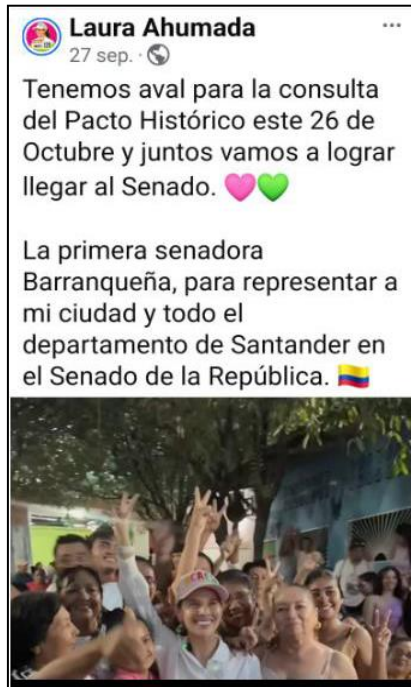 Laura Ahumada
27 sep.
Tenemos aval para la consulta
del Pacto Histórico este 26 de
Octubre y juntos vamos a lograr
llegar al Senado. 🩷💚
La primera senadora
Barranqueña, para representar a
mi ciudad y todo el
departamento de Santander en
el Senado de la República. 🇨🇴